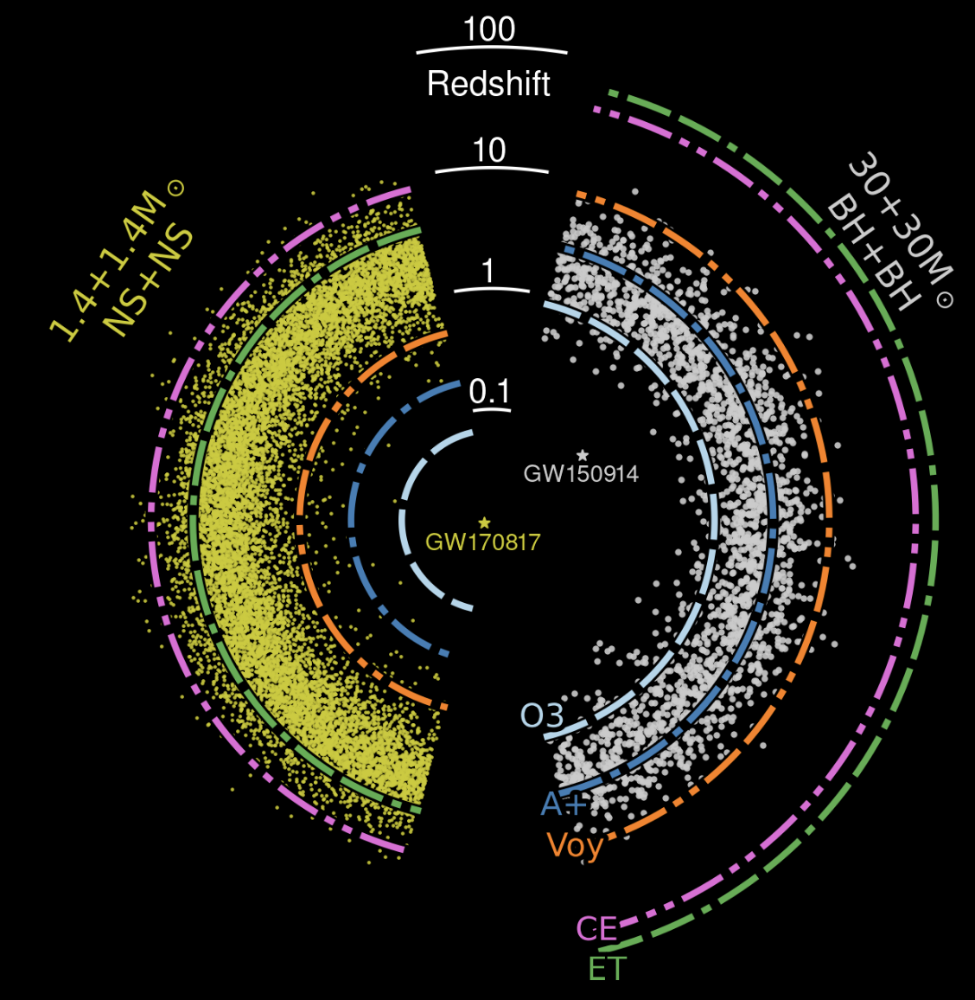 100
Redshift
10
1
0.1
1.4+1.4M☉
NS+NS
30+30M☉
BH+BH
GW150914
GW170817
O3
A+
Voy
CE
ET